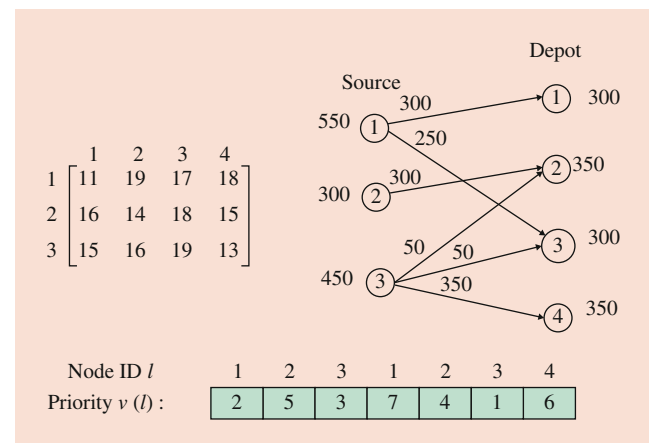 Depot
Source
300 1 300
550 1
250
1 2 3 4
1 11 19 17 18
300 2 350
300 2
2 16 14 18 15
3 15 16 19 13
50 50 3 300
450 3
350
4 350
Node ID l 1 2 3 1 2 3 4
Priority v (l) : 2 5 3 7 4 1 6